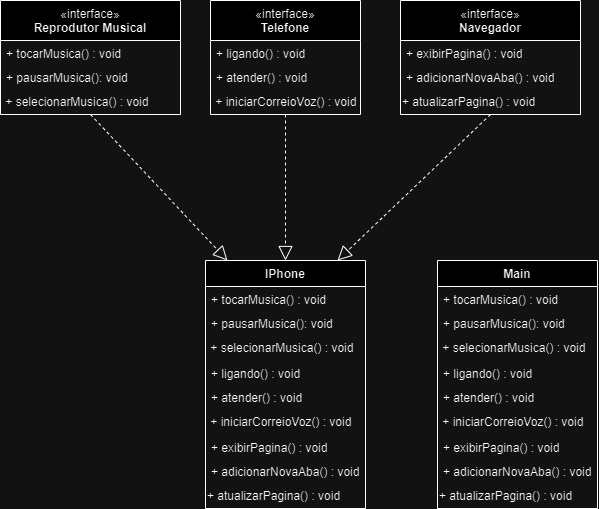 «interface»
Reprodutor Musical
+ tocarMusica() : void
+ pausarMusica(): void
+ selecionarMusica() : void
«interface»
Telefone
+ ligando() : void
+ atender() : void
+ iniciarCorreioVoz() : void
«interface»
Navegador
+ exibirPagina() : void
+ adicionarNovaAba() : void
+ atualizarPagina() : void
IPhone
+ tocarMusica() : void
+ pausarMusica(): void
+ selecionarMusica() : void
+ ligando() : void
+ atender() : void
+ iniciarCorreioVoz() : void
+ exibirPagina() : void
+ adicionarNovaAba() : void
+ atualizarPagina() : void
Main
+ tocarMusica() : void
+ pausarMusica(): void
+ selecionarMusica() : void
+ ligando() : void
+ atender() : void
+ iniciarCorreioVoz() : void
+ exibirPagina() : void
+ adicionarNovaAba() : void
+ atualizarPagina() : void